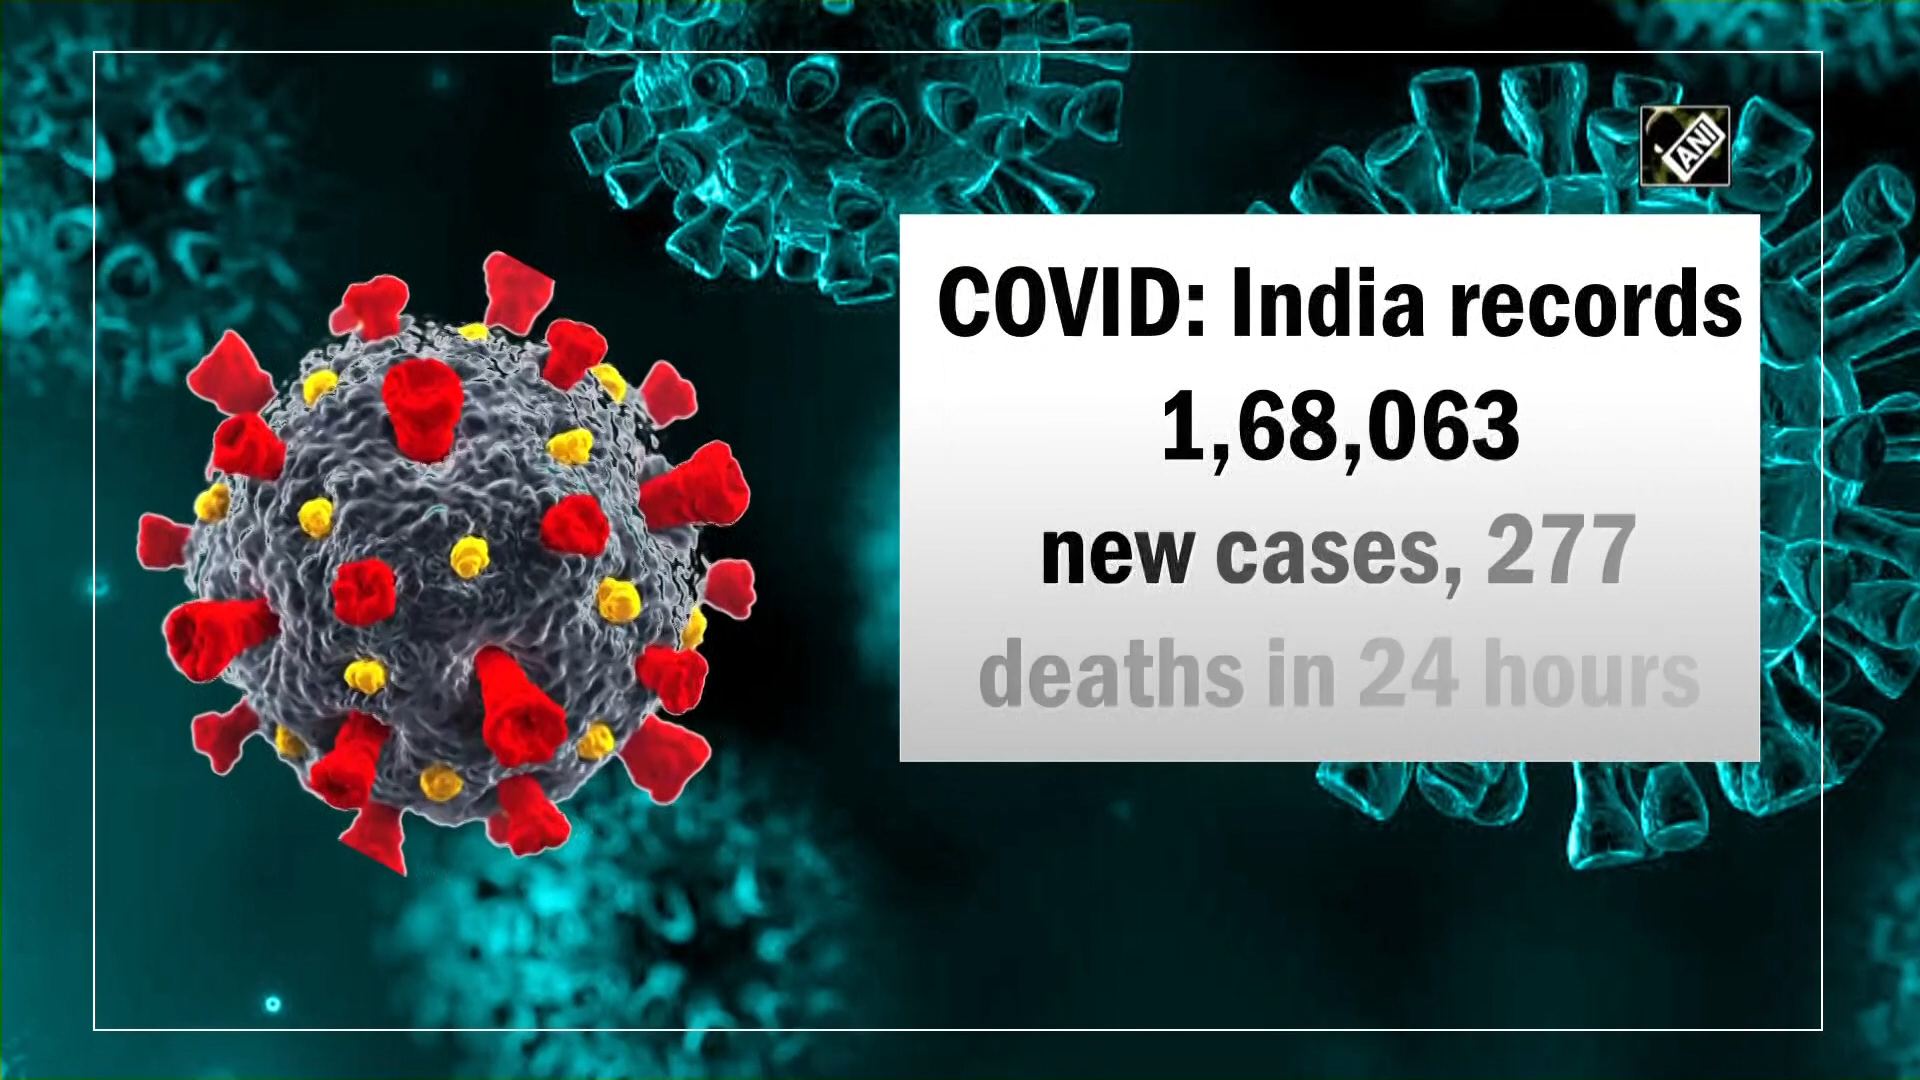 ANI
COVID: India records
1,68,063
new cases, 277
deaths in 24 hours